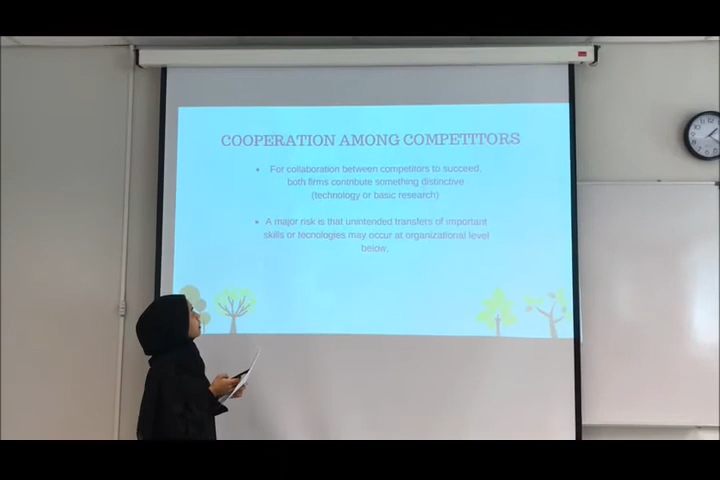 COOPERATION AMONG COMPETITORS
• For collaboration between competitors to succeed,
both firms contribute something distinctive
(technology or basic research)
• A major risk is that unintended transfers of important
skills or tecnologies may occur at organizational level
below.